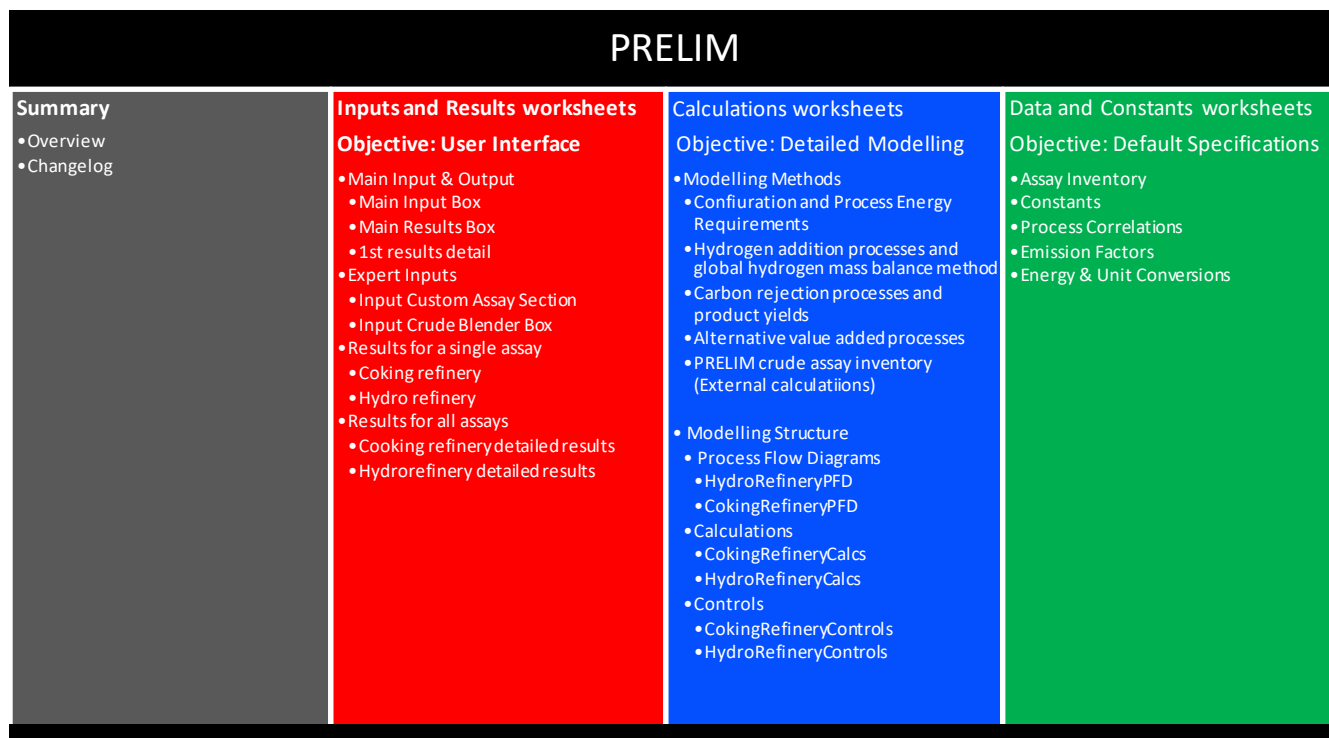 PRELIM
Summary
•Overview
•Changelog
Inputs and Results worksheets
Objective: User Interface
•Main Input & Output
•Main Input Box
•Main Results Box
•1st results detail
•Expert Inputs
•Input Custom Assay Section
•Input Crude Blender Box
•Results for a single assay
•Coking refinery
•Hydro refinery
•Results for all assays
•Cooking refinery detailed results
•Hydrorefinery detailed results
Calculations worksheets
Objective: Detailed Modelling
•Modelling Methods
•Confiuration and Process Energy
Requirements
•Hydrogen addition processes and
global hydrogen mass balance method
•Carbon rejection processes and
product yields
•Alternative value added processes
•PRELIM crude assay inventory
(External calculatiions)
• Modelling Structure
• Process Flow Diagrams
•HydroRefineryPFD
•CokingRefineryPFD
•Calculations
•CokingRefineryCalcs
•HydroRefineryCalcs
•Controls
•CokingRefineryControls
•HydroRefineryControls
Data and Constants worksheets
Objective: Default Specifications
•Assay Inventory
•Constants
•Process Correlations
•Emission Factors
•Energy & Unit Conversions